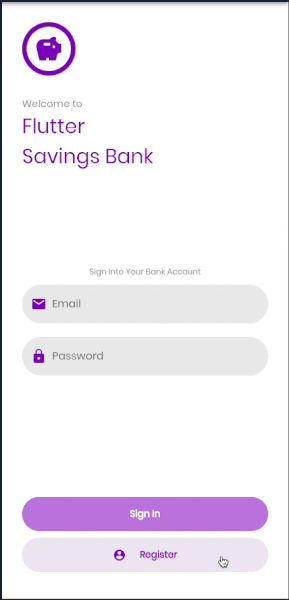 Welcome to
Flutter
Savings Bank
Sign Into Your Bank Account
Email
Password
Sign In
Register